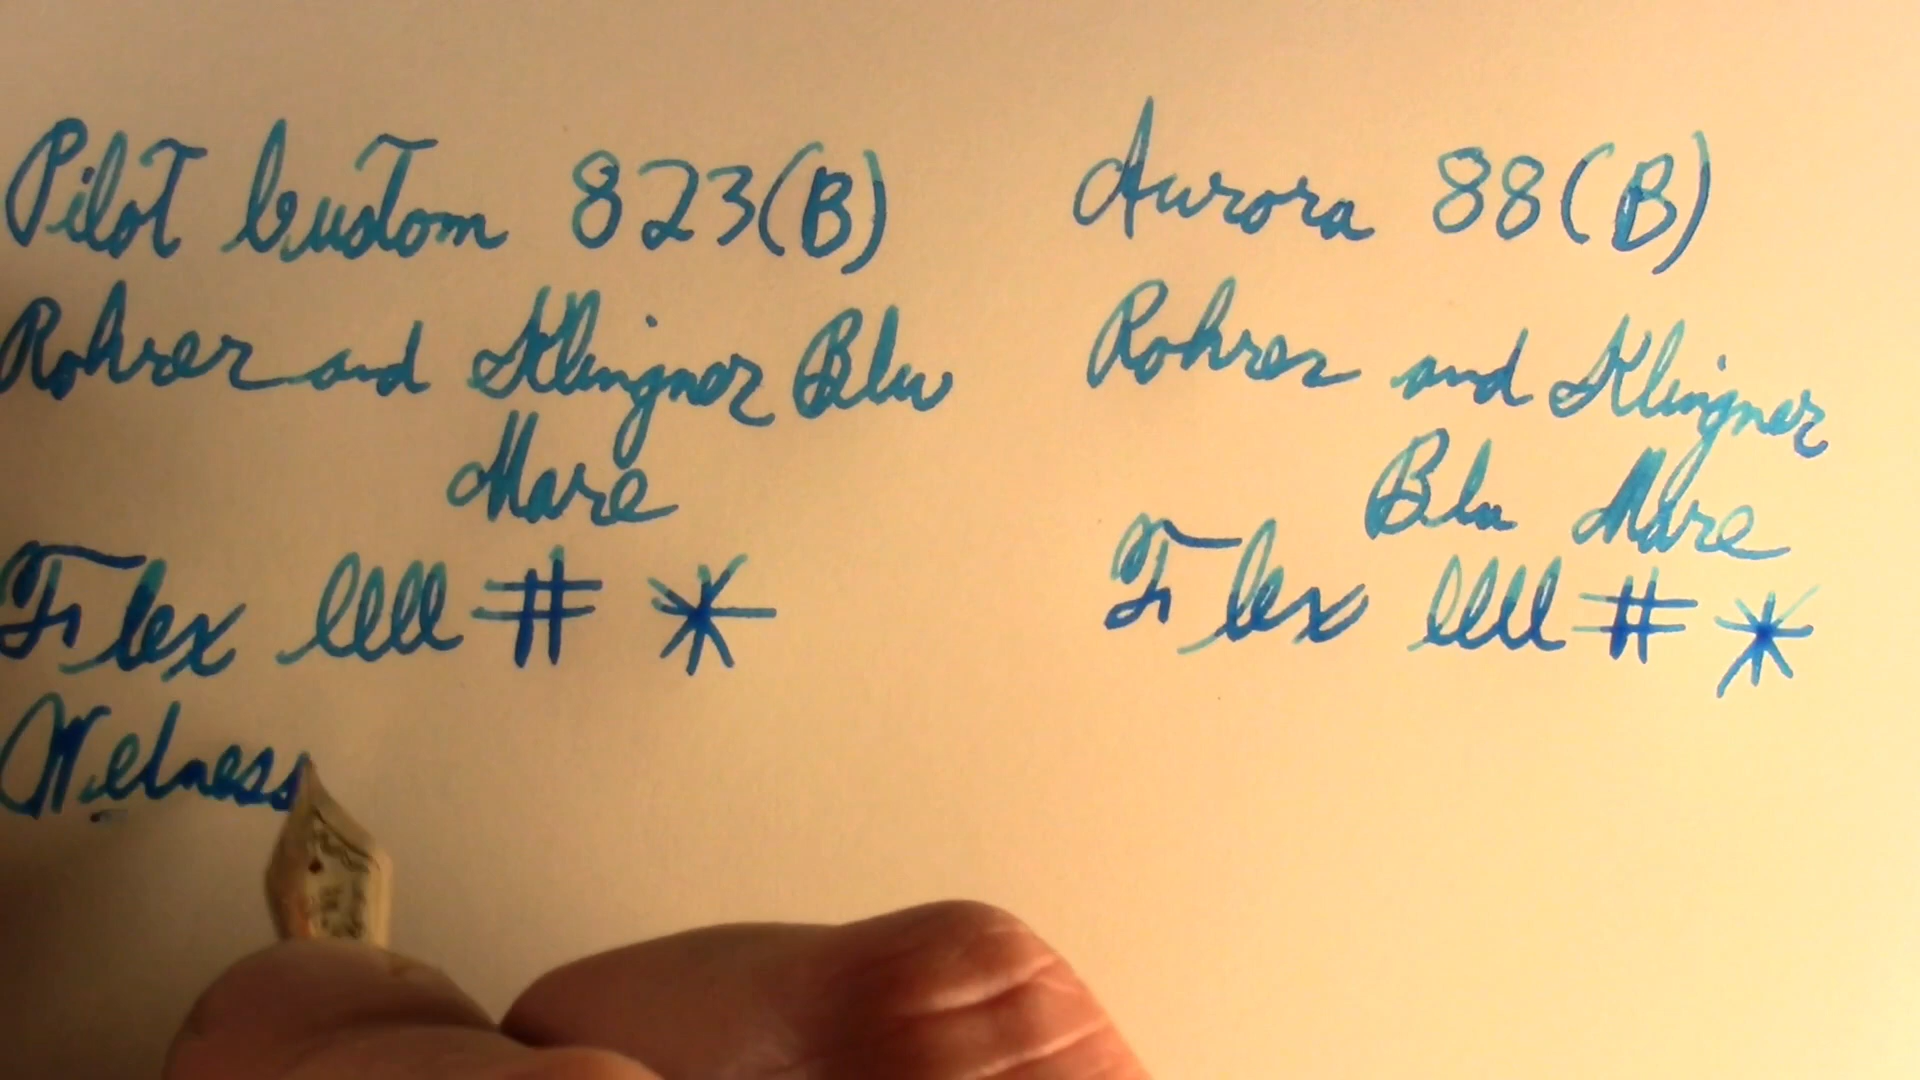 Pilot Custom 823(B)
Rohrer and Klingner Blu
Mare
Flex llll # *
Wetness
Aurora 88(B)
Rohrer and Klingner
Blu Mare
Flex llll # *